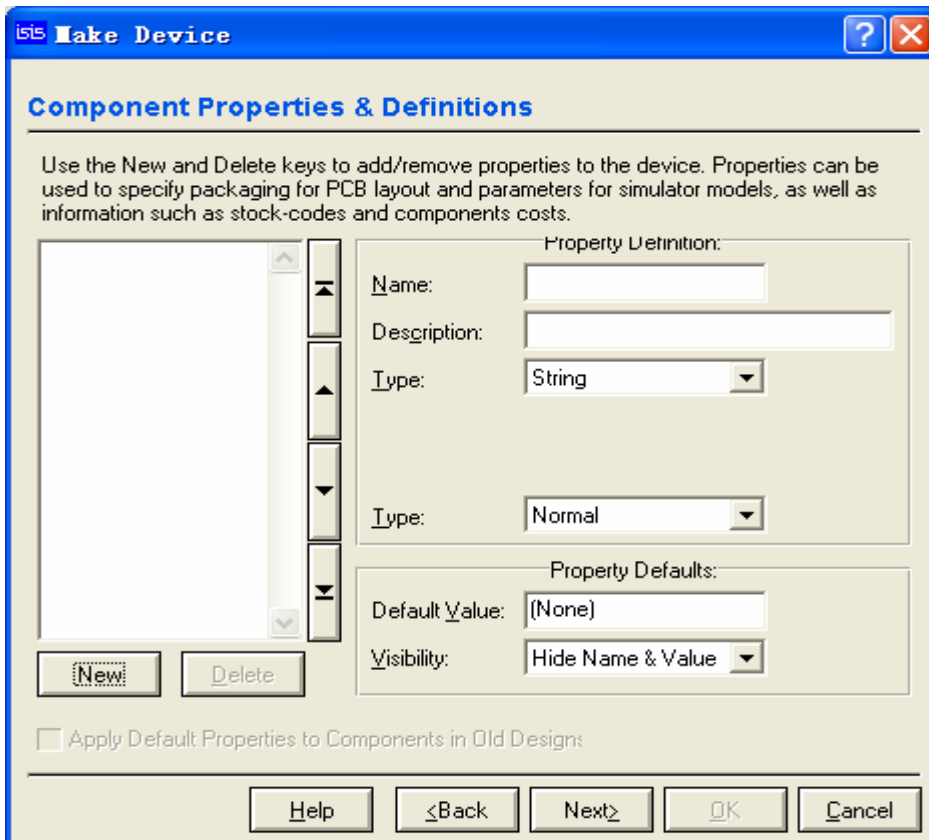 isis Make Device
Component Properties & Definitions
Use the New and Delete keys to add/remove properties to the device. Properties can be
used to specify packaging for PCB layout and parameters for simulator models, as well as
information such as stock-codes and components costs.
Property Definition:
Name:
Description:
Type: String
Type: Normal
Property Defaults:
Default Value: (None)
Visibility: Hide Name & Value
New Delete
Apply Default Properties to Components in Old Designs
Help <Back Next> OK Cancel